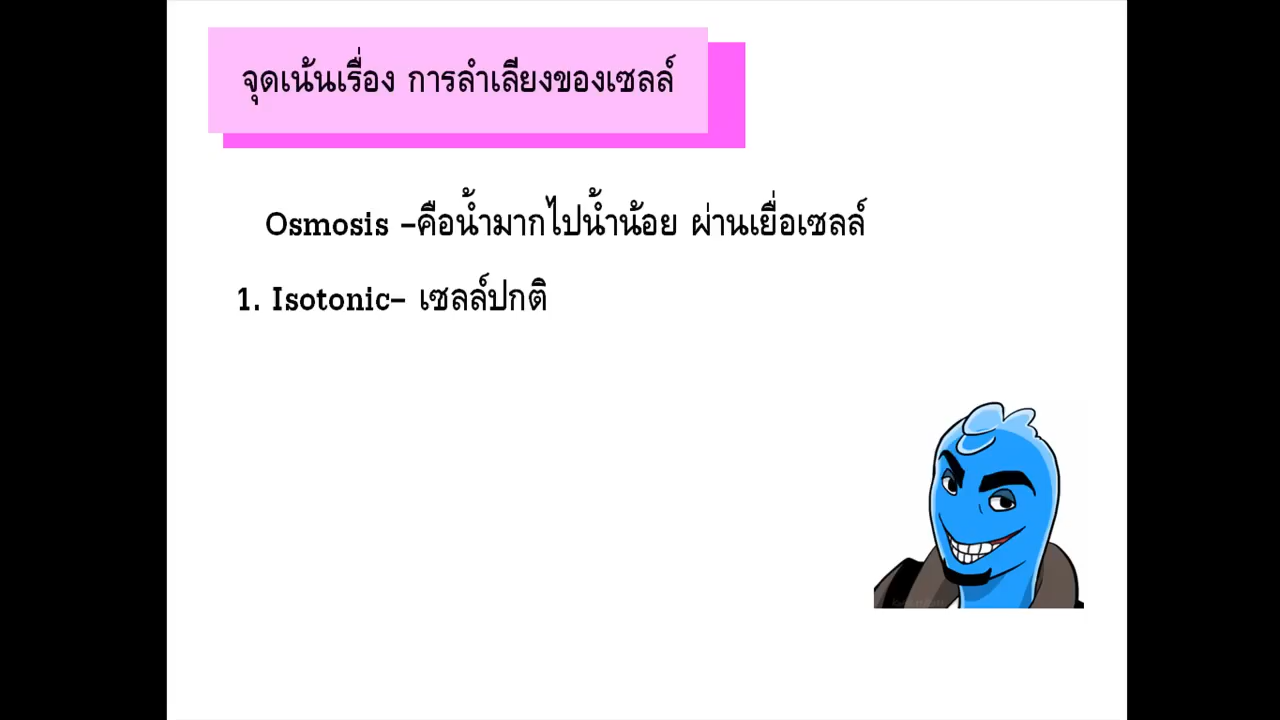 จุดเน้นเรื่อง การลำเลียงของเซลล์
Osmosis –คือน้ำมากไปน้ำน้อย ผ่านเยื่อเซลล์
1. Isotonic– เซลล์ปกติ